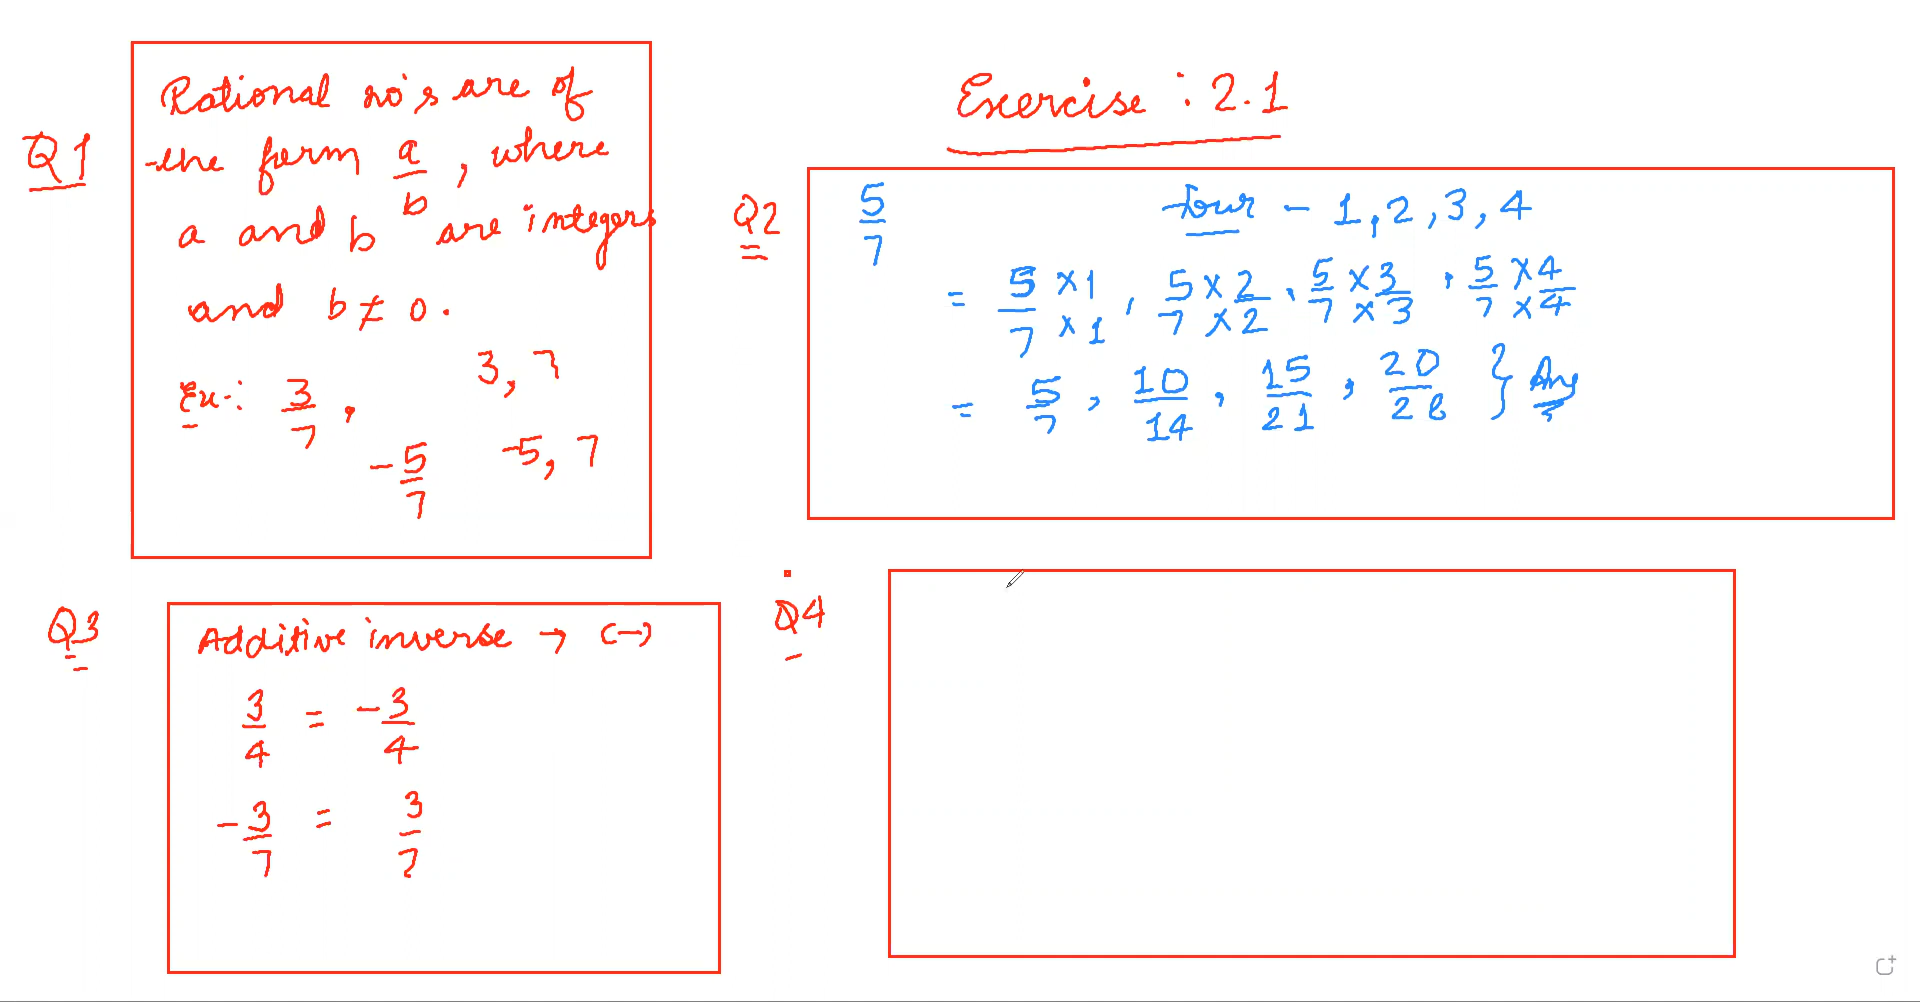 Exercise : 2.1
Q1
Rational no's are of
the form a/b, where
a and b are integers
and b ≠ 0.
Ex-: 3/7,    3, 7
-5/7    -5, 7
Q2
5/7    four - 1, 2, 3, 4
= 5/7 ×1/×1, 5/7 ×2/×2, 5/7 ×3/×3, 5/7 ×4/×4
= 5/7, 10/14, 15/21, 20/28 } Ans
Q3
Additive inverse → (-)
3/4 = -3/4
-3/7 = 3/7
Q4